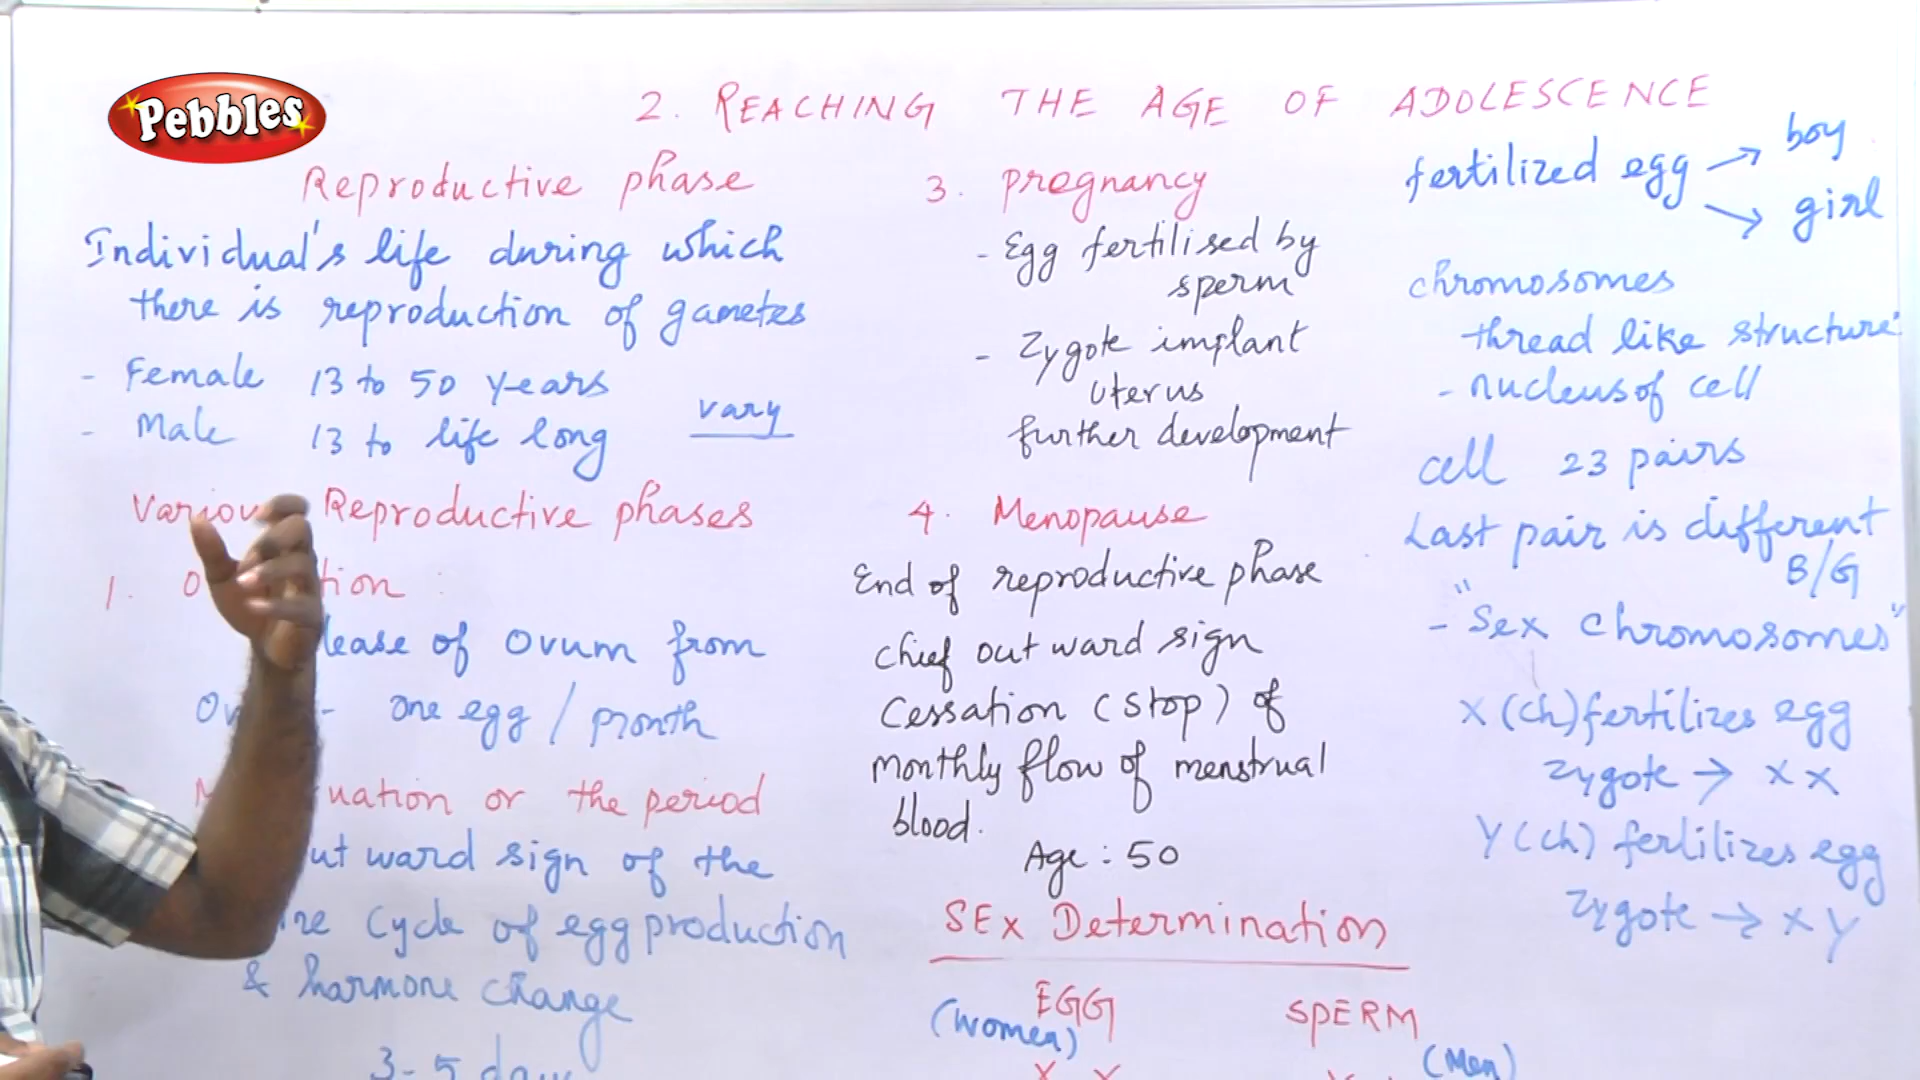 Pebbles
2. REACHING THE AGE OF ADOLESCENCE
Reproductive phase
Individual's life during which
there is reproduction of gametes
- Female 13 to 50 years
- Male 13 to life long vary
Reproductive phases
1.
of ovum from
one egg /
or the period
ward sign of the
cycle of egg production
& harmone change
3-5
3. pregnancy
- Egg fertilised by
sperm
- Zygote implant
uterus
further development
4. Menopause
End of reproductive phase
chief out ward sign
cessation (stop) of
monthly flow of menstrual
blood.
Age : 50
SEx Determination
EGG SPERM
(women) (Men)
X X
fertilized egg → boy
→ girl
chromosomes
thread like structure
- nucleus of cell
cell 23 pairs
Last pair is different
B/G
- "Sex chromosomes"
X (ch) fertilizes egg
zygote → X X
Y (ch) ferlilizes egg
zygote → X Y